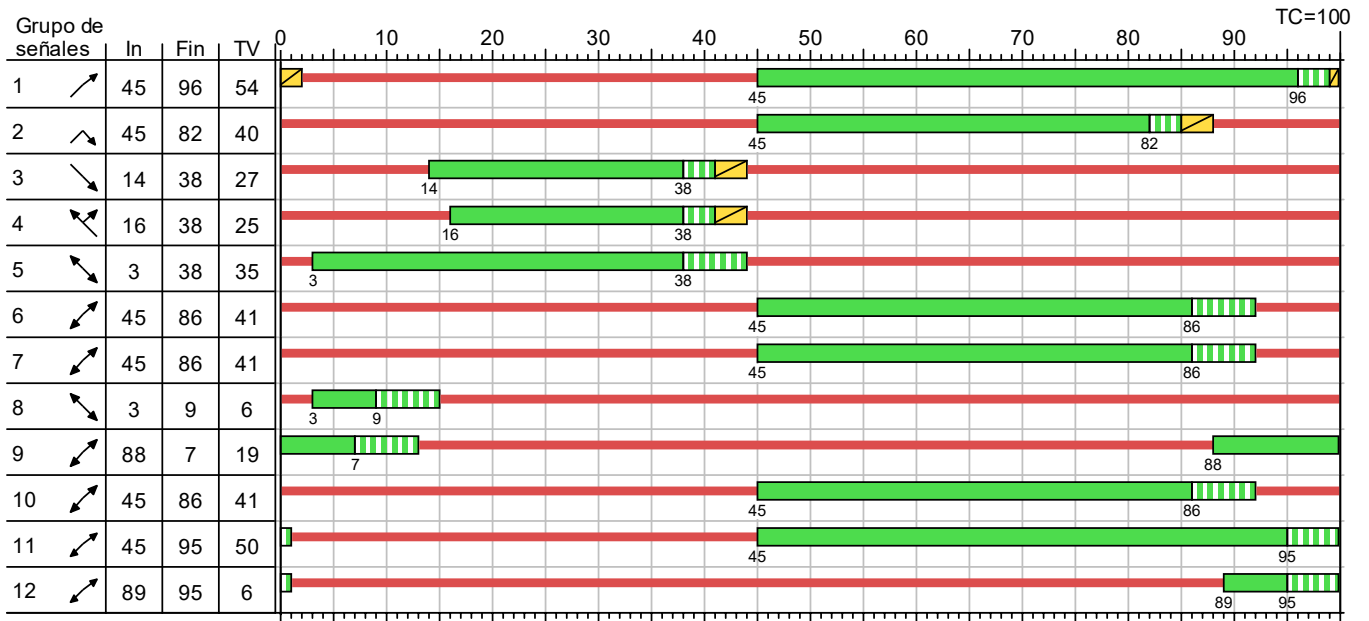 TC=100
Grupo de
señales In Fin TV 0 10 20 30 40 50 60 70 80 90
1 45 96 54
45 96
2 45 82 40
45 82
3 14 38 27
14 38
4 16 38 25
16 38
5 3 38 35
3 38
6 45 86 41
45 86
7 45 86 41
45 86
8 3 9 6
3 9
9 88 7 19
7 88
10 45 86 41
45 86
11 45 95 50
45 95
12 89 95 6
89 95